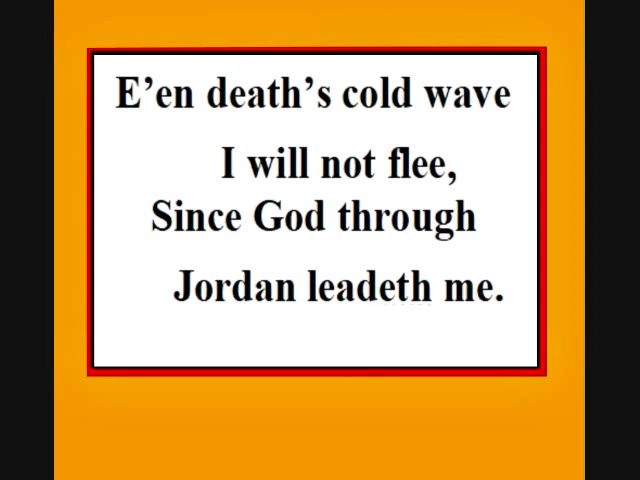 E’en death’s cold wave
I will not flee,
Since God through
Jordan leadeth me.